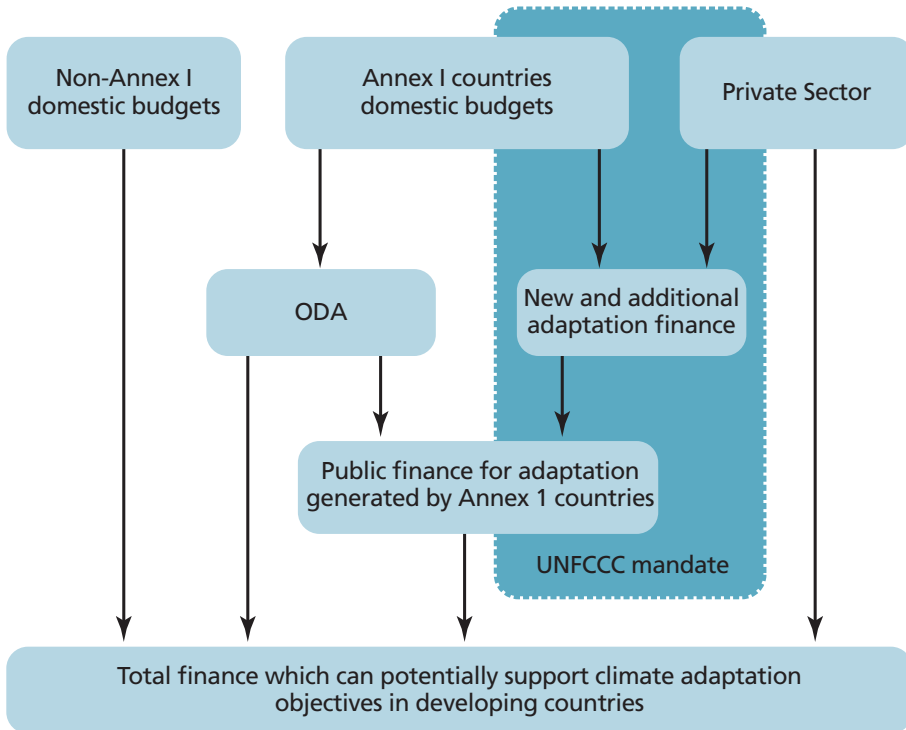 Non-Annex I
domestic budgets
Annex I countries
domestic budgets
Private Sector
ODA
New and additional
adaptation finance
Public finance for adaptation
generated by Annex 1 countries
UNFCCC mandate
Total finance which can potentially support climate adaptation
objectives in developing countries